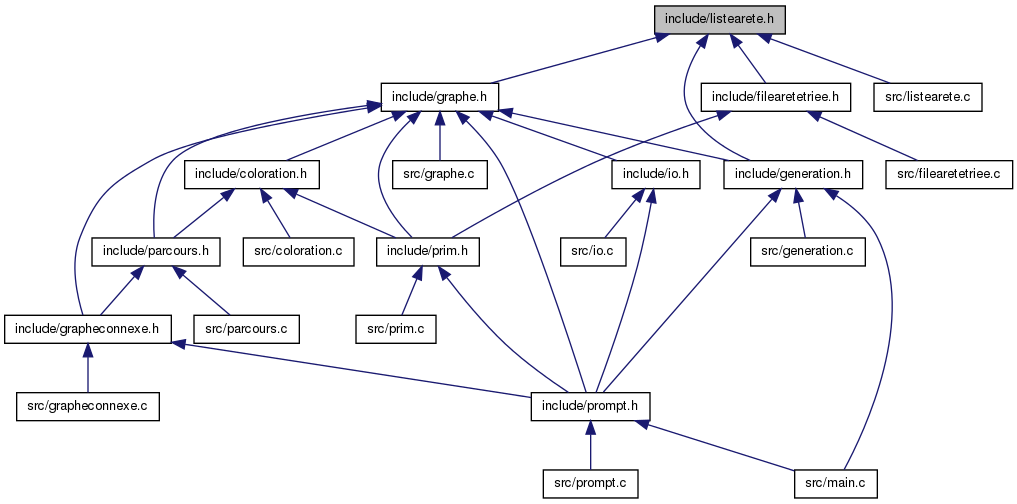 include/listearete.h
include/graphe.h
include/filearetetriee.h
src/listearete.c
include/coloration.h
src/graphe.c
include/io.h
include/generation.h
src/filearetetriee.c
include/parcours.h
src/coloration.c
include/prim.h
src/io.c
src/generation.c
include/grapheconnexe.h
src/parcours.c
src/prim.c
src/grapheconnexe.c
include/prompt.h
src/prompt.c
src/main.c